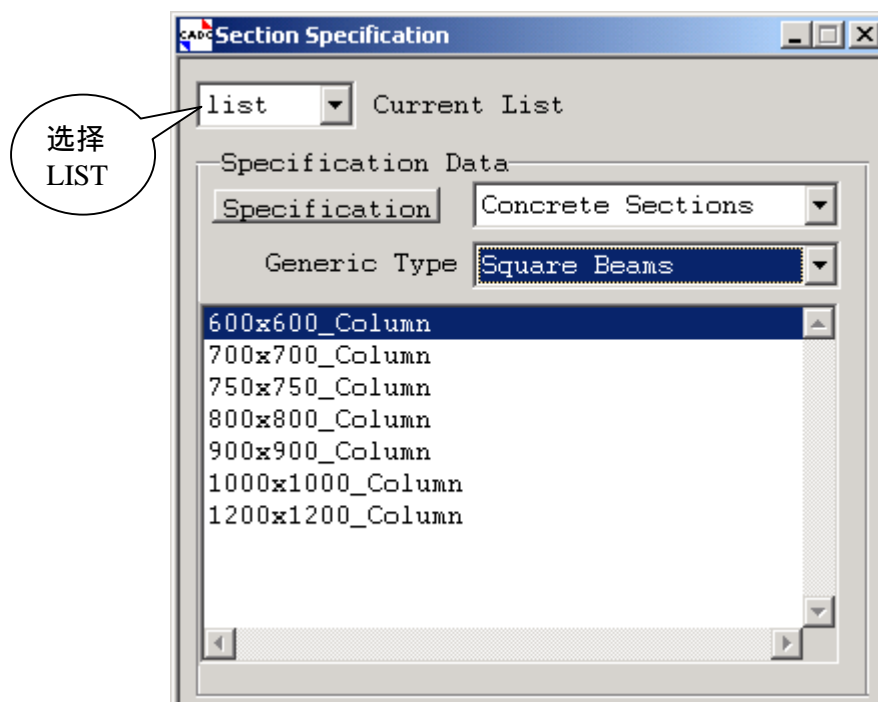 Section Specification
list Current List
选择
LIST
Specification Data
Specification Concrete Sections
Generic Type Square Beams
600x600_Column
700x700_Column
750x750_Column
800x800_Column
900x900_Column
1000x1000_Column
1200x1200_Column